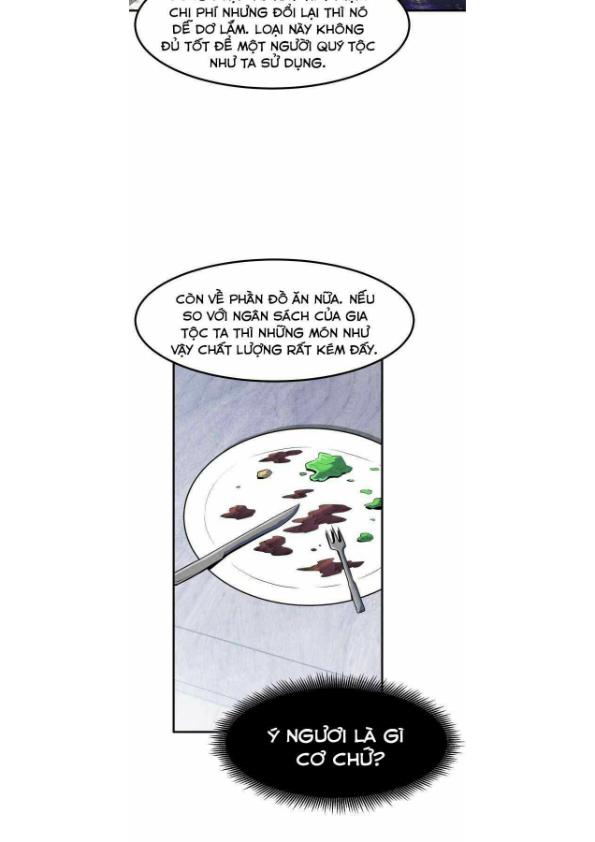 CHI PHÍ NHƯNG ĐỔI LẠI THÌ NÓ
DỄ DƠ LẮM. LOẠI NÀY KHÔNG
ĐỦ TỐT ĐỂ MỘT NGƯỜI QUÝ TỘC
NHƯ TA SỬ DỤNG.
CÒN VỀ PHẦN ĐỒ ĂN NỮA. NẾU
SO VỚI NGÂN SÁCH CỦA GIA
TỘC TA THÌ NHỮNG MÓN NHƯ
VẬY CHẤT LƯỢNG RẤT KÉM ĐẤY.
Ý NGƯƠI LÀ GÌ
CƠ CHỨ?